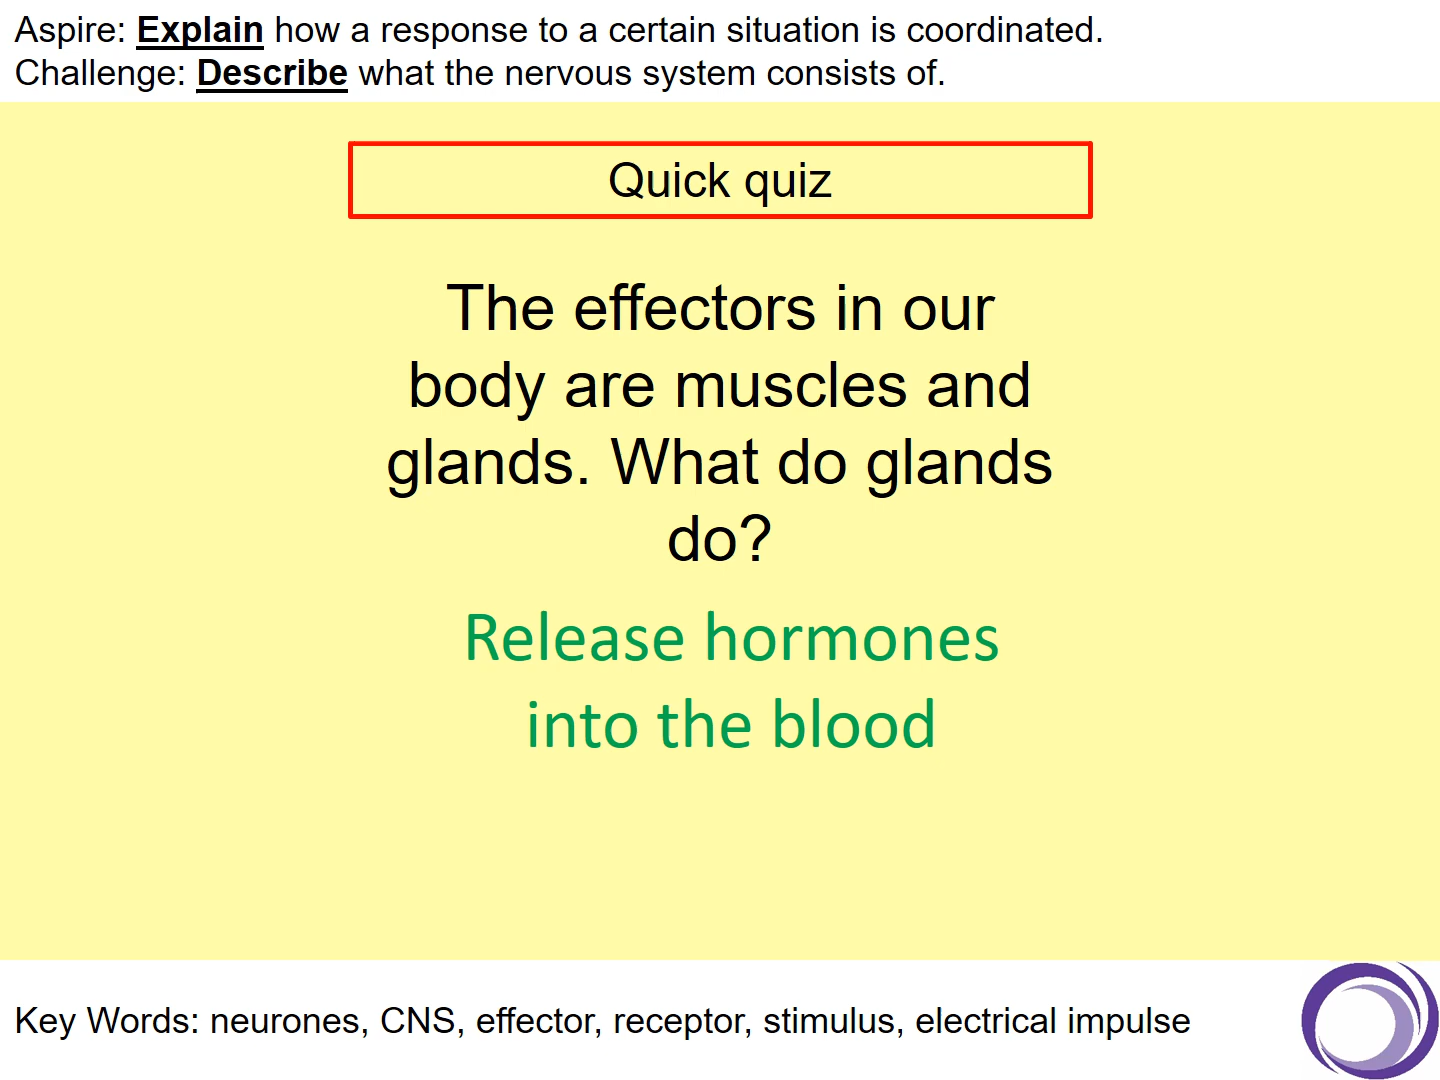 Aspire: Explain how a response to a certain situation is coordinated.
Challenge: Describe what the nervous system consists of.
Quick quiz
The effectors in our
body are muscles and
glands. What do glands
do?
Release hormones
into the blood
Key Words: neurones, CNS, effector, receptor, stimulus, electrical impulse